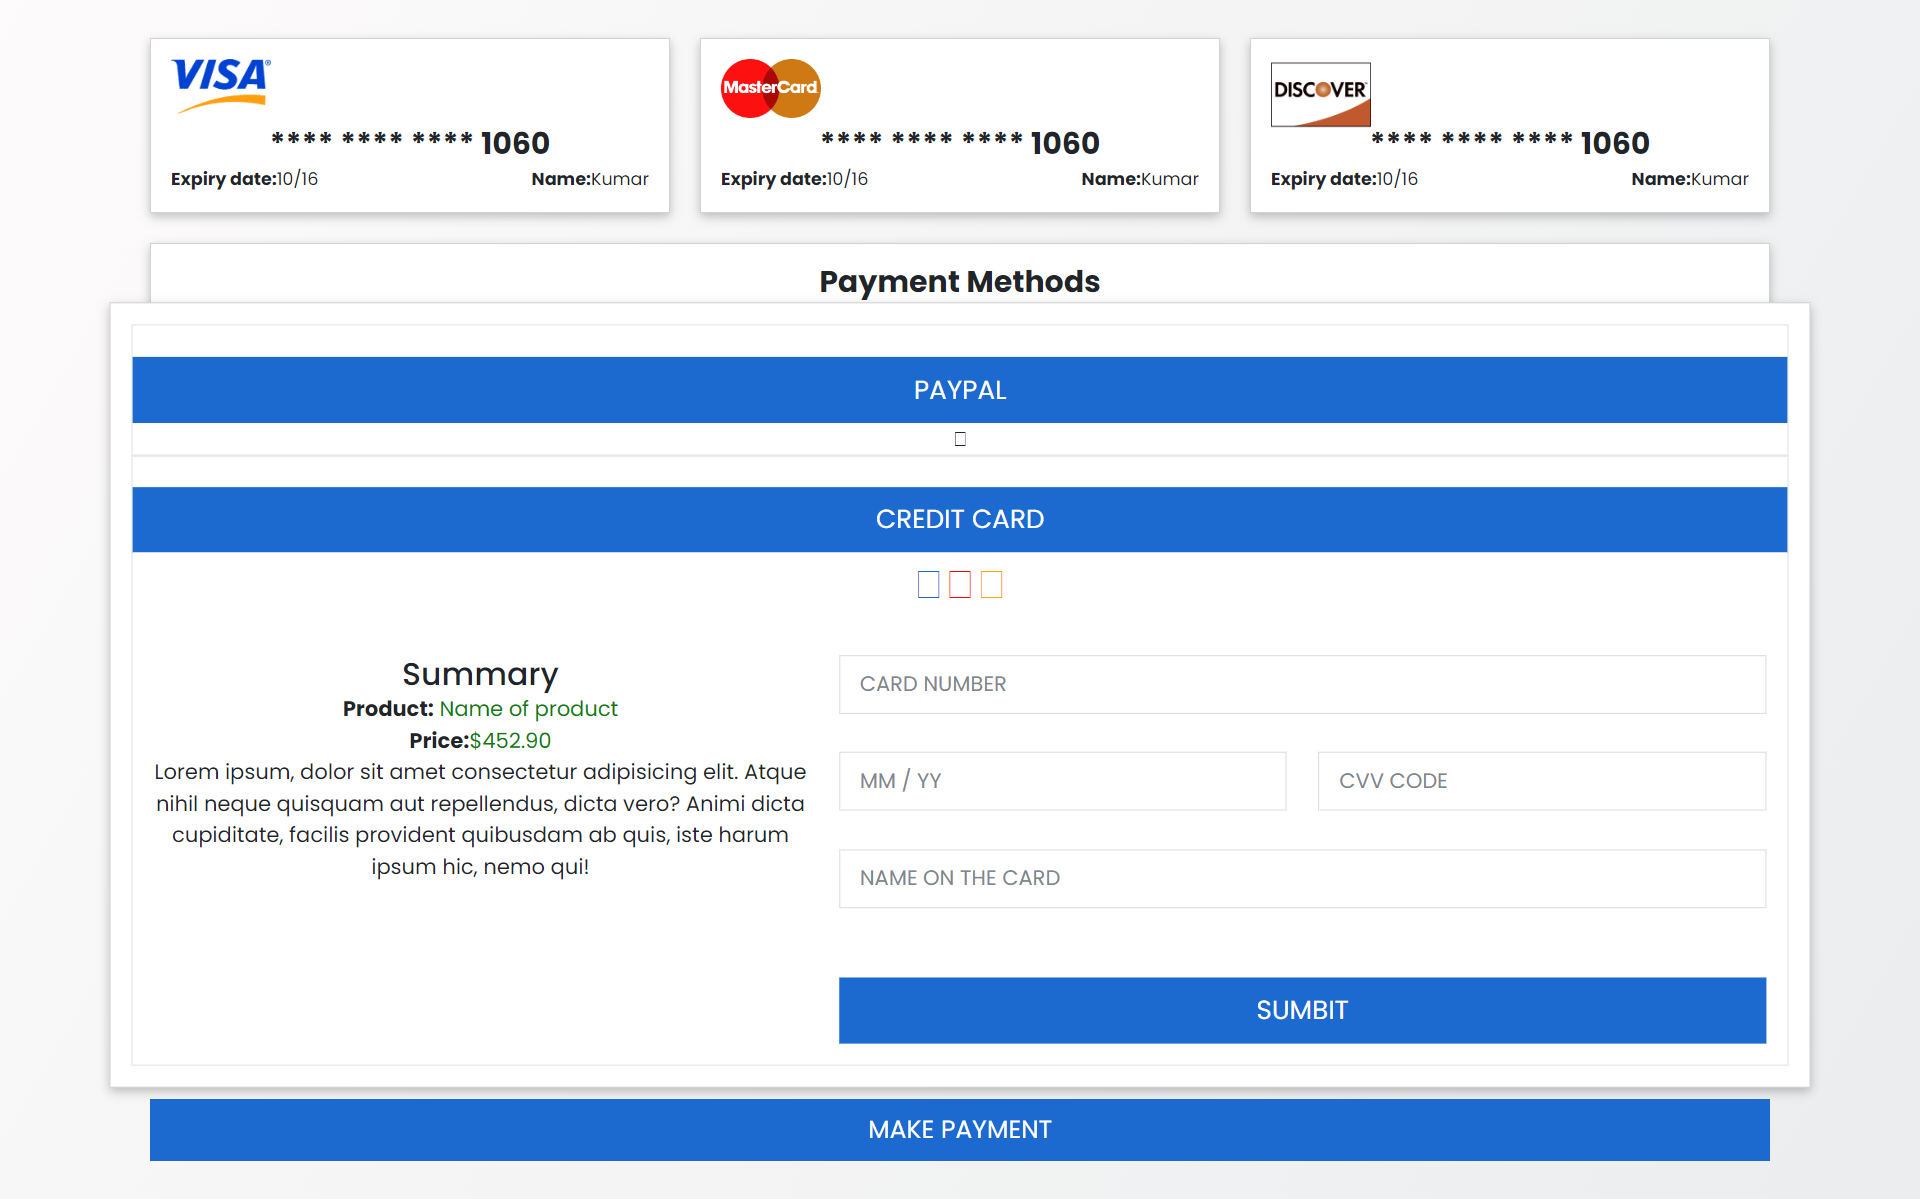 VISA®
**** **** **** 1060
Expiry date:10/16 Name:Kumar
MasterCard
**** **** **** 1060
Expiry date:10/16 Name:Kumar
DISCOVER
**** **** **** 1060
Expiry date:10/16 Name:Kumar
Payment Methods
PAYPAL
CREDIT CARD
Summary
Product: Name of product
Price:$452.90
Lorem ipsum, dolor sit amet consectetur adipisicing elit. Atque
nihil neque quisquam aut repellendus, dicta vero? Animi dicta
cupiditate, facilis provident quibusdam ab quis, iste harum
ipsum hic, nemo qui!
CARD NUMBER
MM / YY
CVV CODE
NAME ON THE CARD
SUMBIT
MAKE PAYMENT